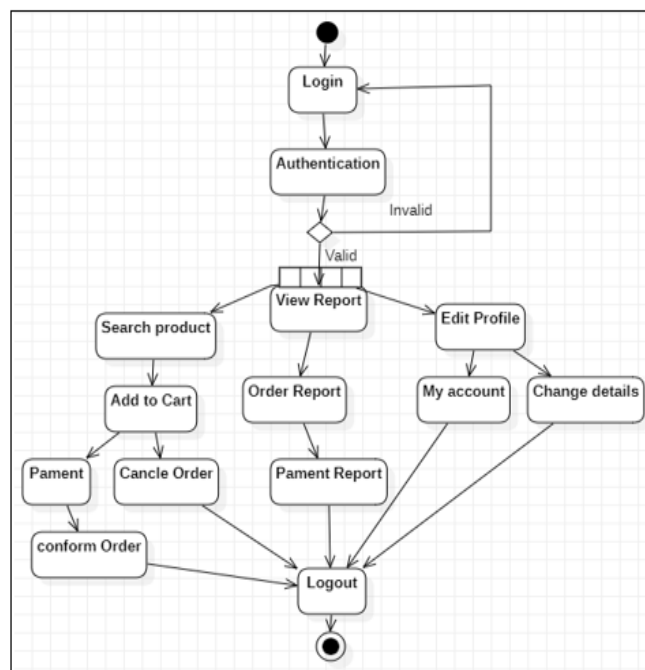 Login
Authentication
Invalid
Valid
View Report
Search product
Edit Profile
Add to Cart
Order Report
My account
Change details
Pament
Cancle Order
Pament Report
conform Order
Logout